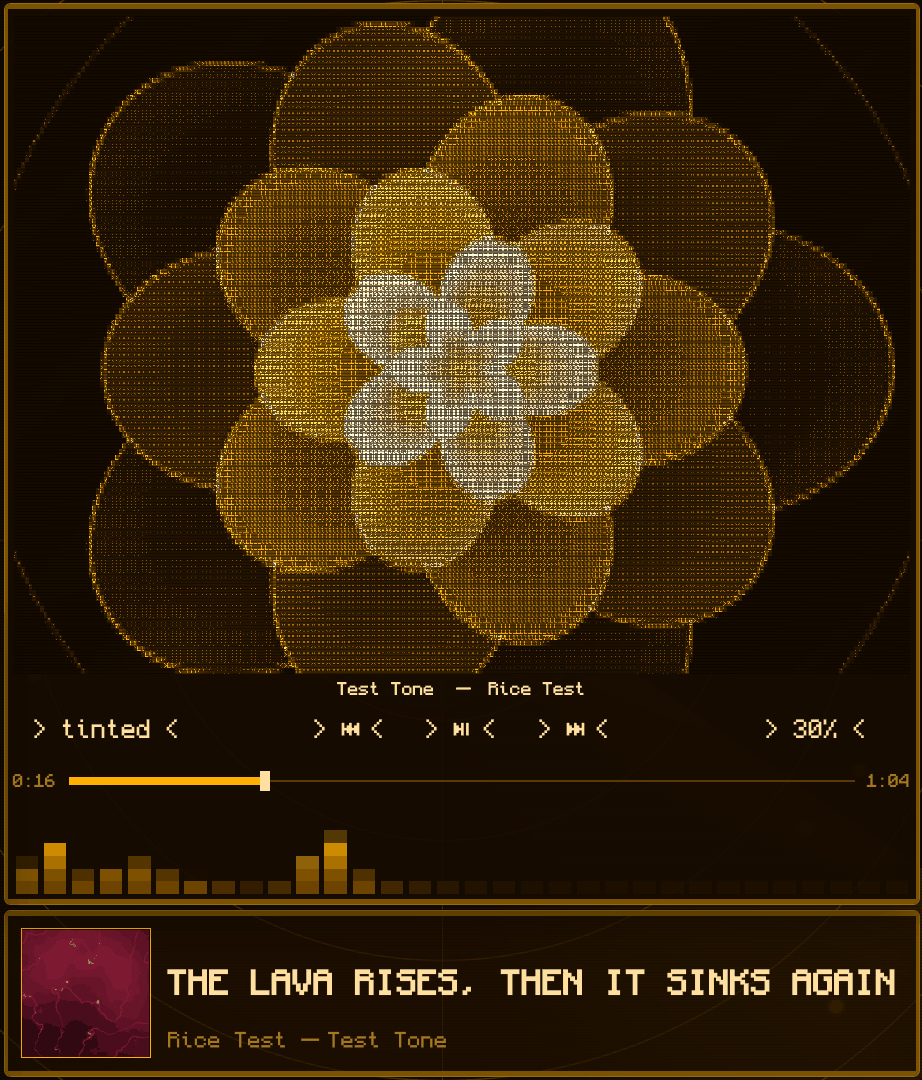 Test Tone — Rice Test
> tinted < > ⏮ < > ⏯ < > ⏭ < > 30% <
0:16 1:04
THE LAVA RISES, THEN IT SINKS AGAIN
Rice Test — Test Tone